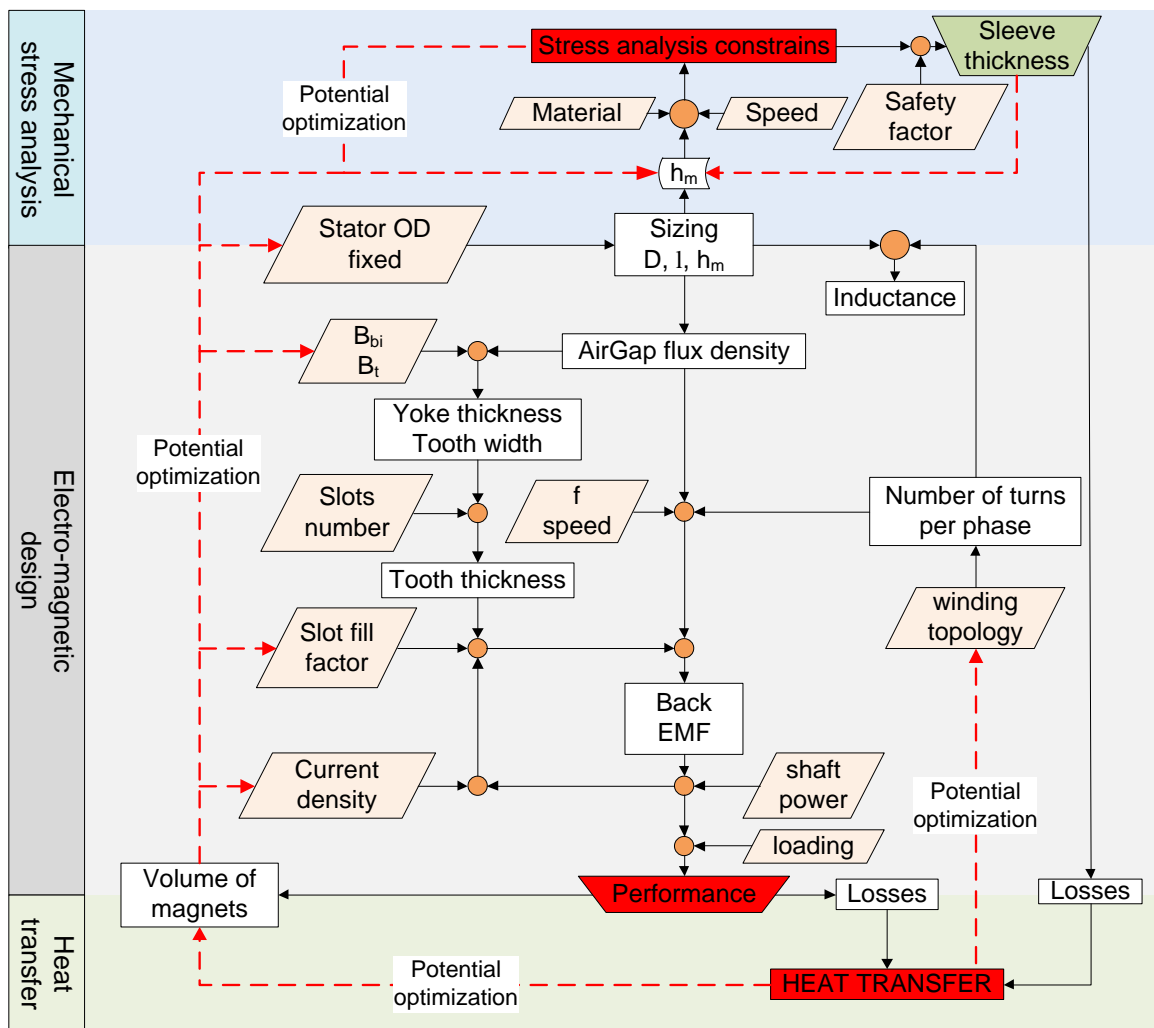 Mechanical
stress analysis
Stress analysis constrains
Sleeve
thickness
Potential
optimization
Material
Speed
Safety
factor
hm
Stator OD
fixed
Sizing
D, l, hm
Inductance
Electro-magnetic
design
Bbi
Bt
AirGap flux density
Yoke thickness
Tooth width
Potential
optimization
Slots
number
f
speed
Number of turns
per phase
Tooth thickness
winding
topology
Slot fill
factor
Back
EMF
Current
density
shaft
power
Potential
optimization
loading
Volume of
magnets
Performance
Losses
Losses
Heat
transfer
Potential
optimization
HEAT TRANSFER